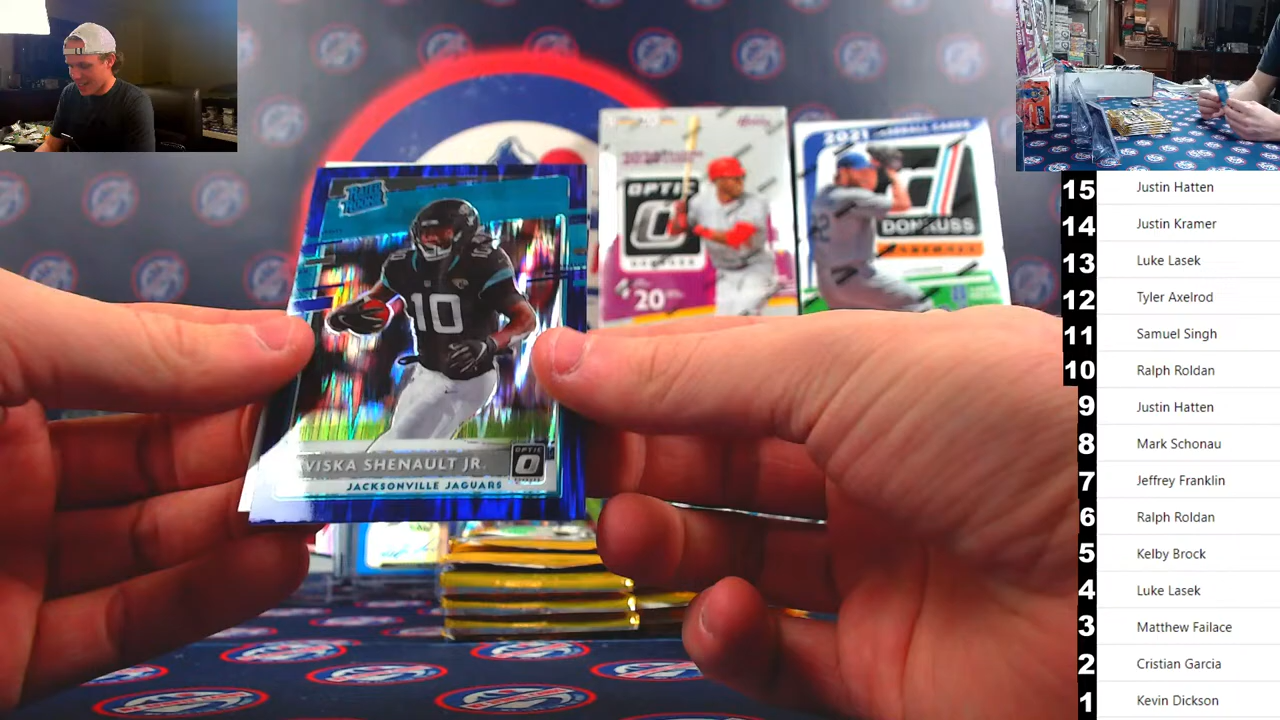 RATED
ROOKIE
10
VISKA SHENAULT JR.
OPTIC
JACKSONVILLE JAGUARS
OPTIC
20
2021
DONRUSS
15 Justin Hatten
14 Justin Kramer
13 Luke Lasek
12 Tyler Axelrod
11 Samuel Singh
10 Ralph Roldan
9 Justin Hatten
8 Mark Schonau
7 Jeffrey Franklin
6 Ralph Roldan
5 Kelby Brock
4 Luke Lasek
3 Matthew Failace
2 Cristian Garcia
1 Kevin Dickson